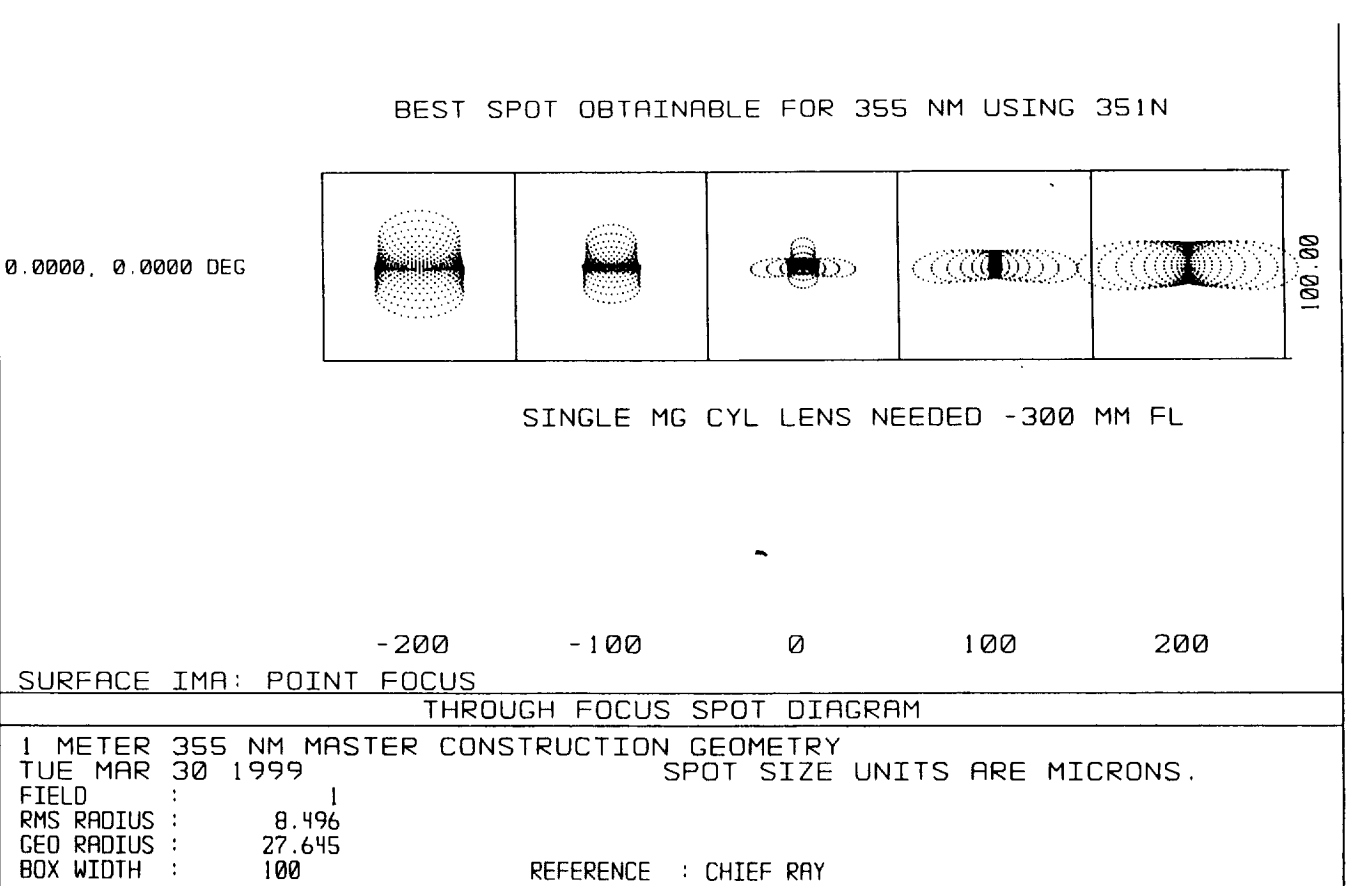 BEST SPOT OBTAINABLE FOR 355 NM USING 351N
0.0000, 0.0000 DEG
100.00
SINGLE MG CYL LENS NEEDED -300 MM FL
-200 -100 0 100 200
SURFACE IMA: POINT FOCUS
THROUGH FOCUS SPOT DIAGRAM
1 METER 355 NM MASTER CONSTRUCTION GEOMETRY
TUE MAR 30 1999 SPOT SIZE UNITS ARE MICRONS.
FIELD : 1
RMS RADIUS : 8.496
GEO RADIUS : 27.645
BOX WIDTH : 100 REFERENCE : CHIEF RAY